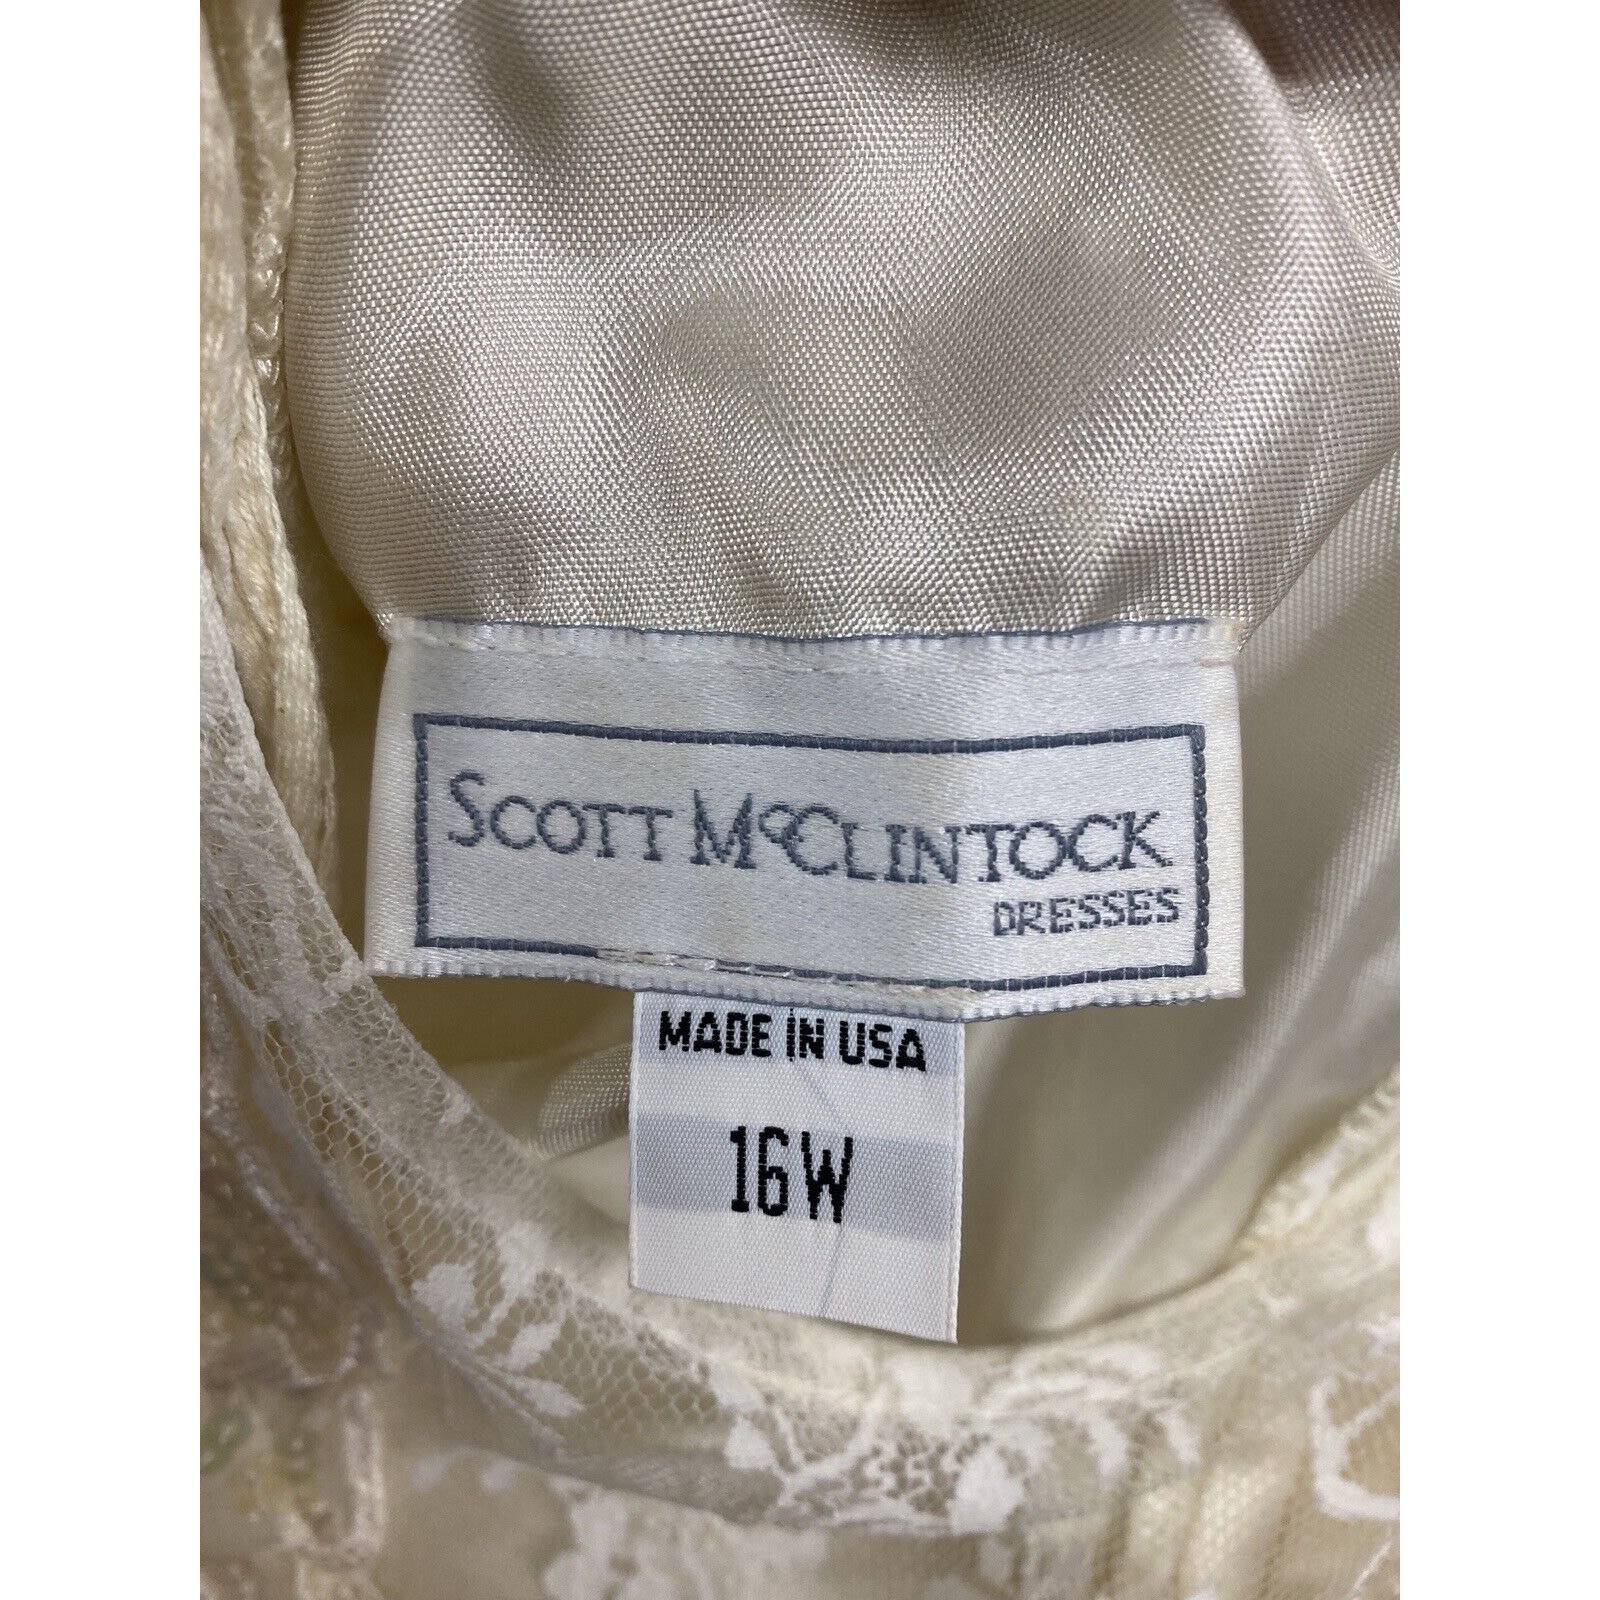 SCOTT McCLINTOCK
DRESSES
MADE IN USA
16W